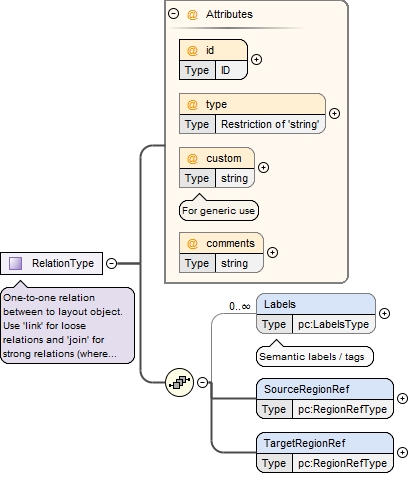 @ Attributes
@ id
Type ID
@ type
Type Restriction of 'string'
@ custom
Type string
For generic use
@ comments
Type string
RelationType
One-to-one relation
between to layout object.
Use 'link' for loose
relations and 'join' for
strong relations (where...
0..∞
Labels
Type pc:LabelsType
Semantic labels / tags
SourceRegionRef
Type pc:RegionRefType
TargetRegionRef
Type pc:RegionRefType